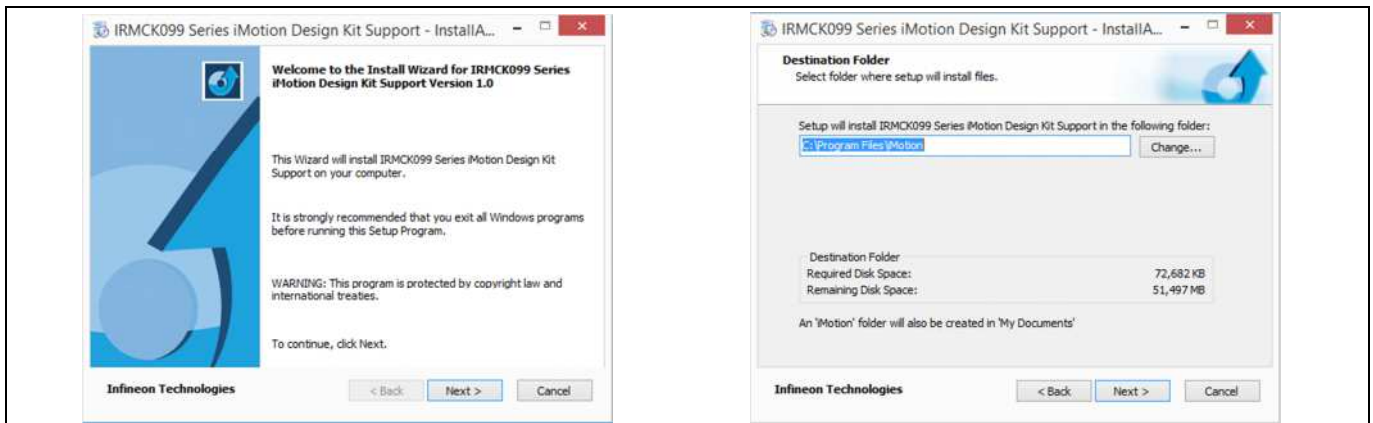 IRMCK099 Series iMotion Design Kit Support - InstallA...
Welcome to the Install Wizard for IRMCK099 Series
iMotion Design Kit Support Version 1.0
This Wizard will install IRMCK099 Series iMotion Design Kit
Support on your computer.
It is strongly recommended that you exit all Windows programs
before running this Setup Program.
WARNING: This program is protected by copyright law and
international treaties.
To continue, click Next.
Infineon Technologies
< Back
Next >
Cancel
IRMCK099 Series iMotion Design Kit Support - InstallA...
Destination Folder
Select folder where setup will install files.
Setup will install IRMCK099 Series iMotion Design Kit Support in the following folder:
C:\Program Files\iMotion
Change...
Destination Folder
Required Disk Space: 72,682 KB
Remaining Disk Space: 51,497 MB
An 'iMotion' folder will also be created in 'My Documents'
Infineon Technologies
< Back
Next >
Cancel